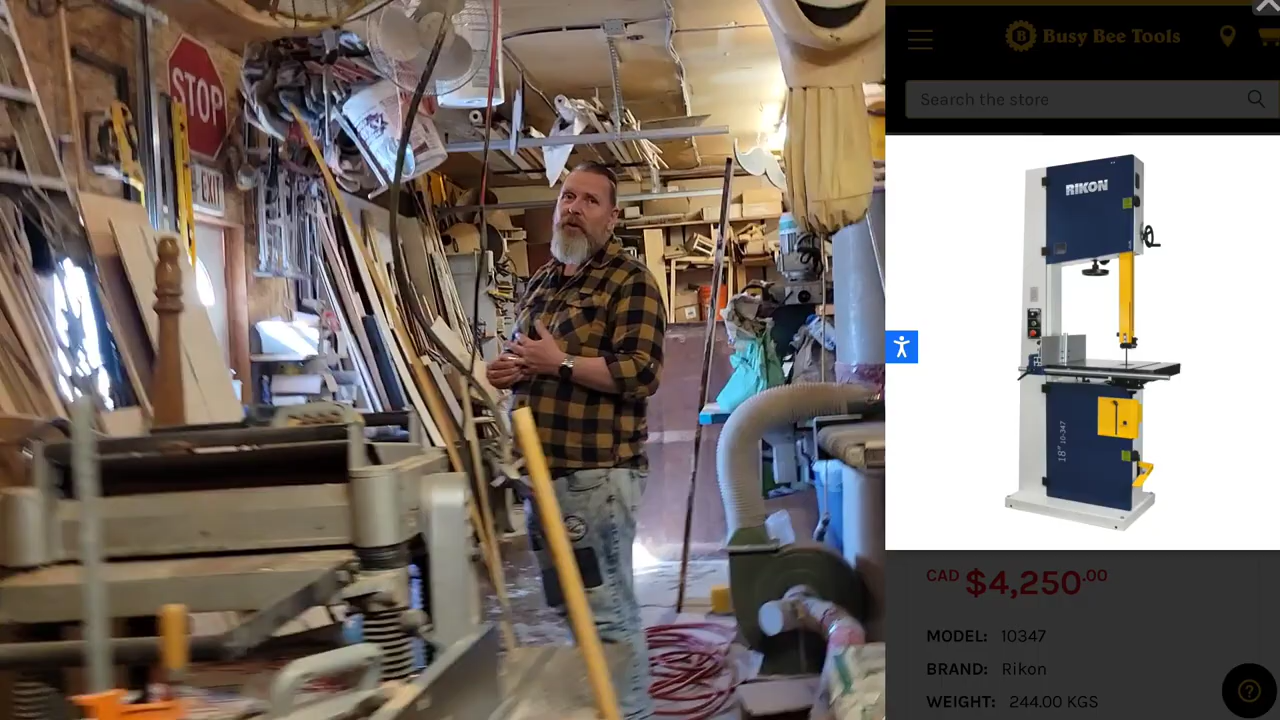 STOP
EXIT
B
Busy Bee Tools
Search the store
RIKON
18" 10-347
CAD $4,250.00
MODEL: 10347
BRAND: Rikon
WEIGHT: 244.00 KGS